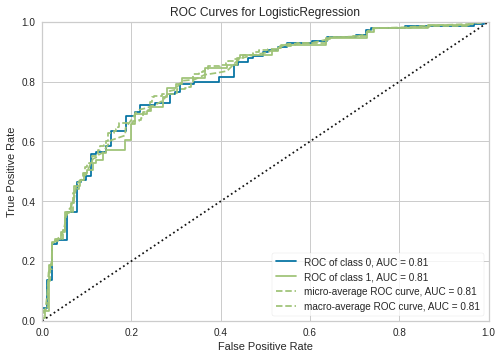 ROC Curves for LogisticRegression
True Positive Rate
1.0
0.8
0.6
0.4
0.2
0.0
ROC of class 0, AUC = 0.81
ROC of class 1, AUC = 0.81
micro-average ROC curve, AUC = 0.81
macro-average ROC curve, AUC = 0.81
0.0 0.2 0.4 0.6 0.8 1.0
False Positive Rate